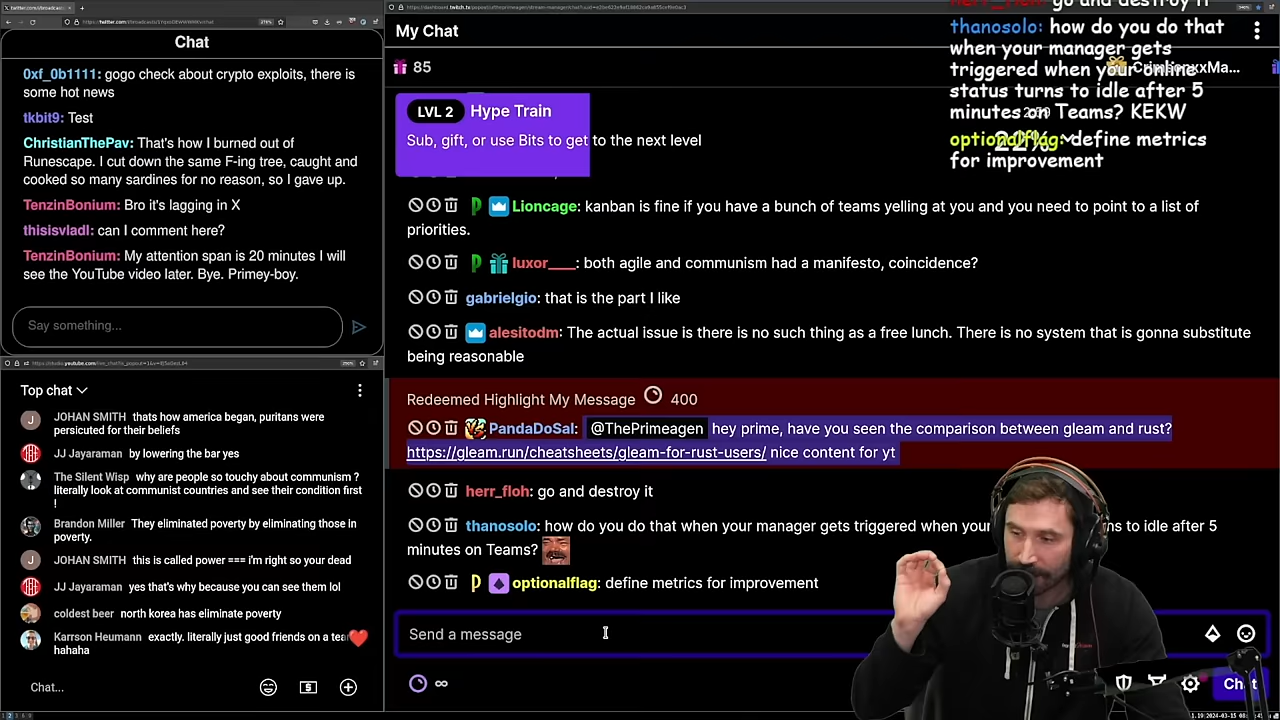 Chat
0xf_0b1111: gogo check about crypto exploits, there is
some hot news
tkbit9: Test
ChristianThePav: That's how I burned out of
Runescape. I cut down the same F-ing tree, caught and
cooked so many sardines for no reason, so I gave up.
TenzinBonium: Bro it's lagging in X
thisisvladl: can I comment here?
TenzinBonium: My attention span is 20 minutes I will
see the YouTube video later. Bye. Primey-boy.
Say something...
Top chat
JOHAN SMITH thats how america began, puritans were
persicuted for their beliefs
JJ Jayaraman by lowering the bar yes
The Silent Wisp why are people so touchy about communism ?
literally look at communist countries and see their condition first
!
Brandon Miller They eliminated poverty by eliminating those in
poverty.
JOHAN SMITH this is called power === i'm right so your dead
JJ Jayaraman yes that's why because you can see them lol
coldest beer north korea has eliminate poverty
Karrson Heumann exactly. literally just good friends on a
hahaha
Chat...
My Chat
85
LVL 2 Hype Train
Sub, gift, or use Bits to get to the next level
22%
Lioncage: kanban is fine if you have a bunch of teams yelling at you and you need to point to a list of
priorities.
luxor____: both agile and communism had a manifesto, coincidence?
gabrielgio: that is the part I like
alesitodm: The actual issue is there is no such thing as a free lunch. There is no system that is gonna substitute
being reasonable
Redeemed Highlight My Message 400
PandaDoSal: @ThePrimeagen hey prime, have you seen the comparison between gleam and rust?
https://gleam.run/cheatsheets/gleam-for-rust-users/ nice content for yt
herr_floh: go and destroy it
thanosolo: how do you do that when your manager gets triggered when your to idle after 5
minutes on Teams?
optionalflag: define metrics for improvement
Send a message
herr_floh: go and destroy it
thanosolo: how do you do that
when your manager gets
triggered when your online
status turns to idle after 5
minutes on Teams? KEKW
optionalflag: define metrics
for improvement